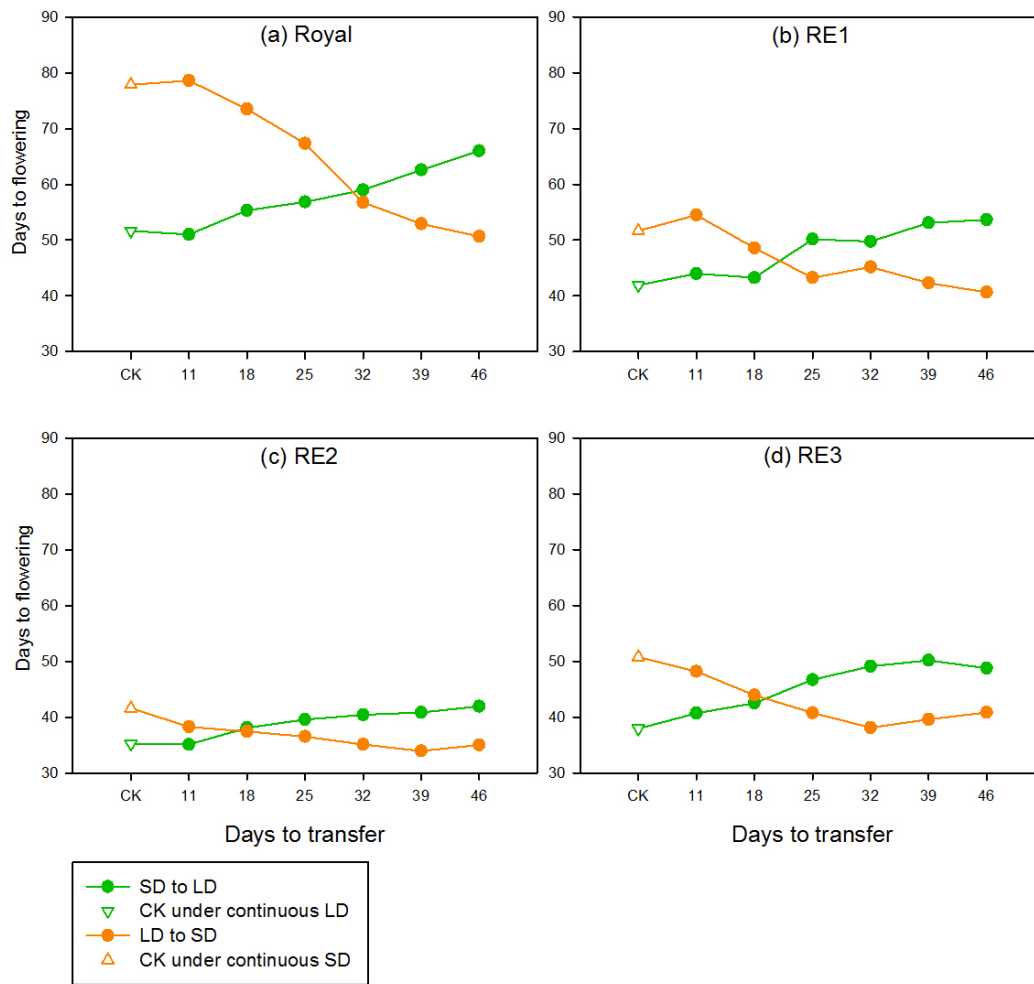 (a) Royal
(b) RE1
90
80
70
60
50
40
30
Days to flowering
CK 11 18 25 32 39 46
90
80
70
60
50
40
30
CK 11 18 25 32 39 46
(c) RE2
(d) RE3
90
80
70
60
50
40
30
Days to flowering
CK 11 18 25 32 39 46
Days to transfer
90
80
70
60
50
40
30
CK 11 18 25 32 39 46
Days to transfer
SD to LD
CK under continuous LD
LD to SD
CK under continuous SD